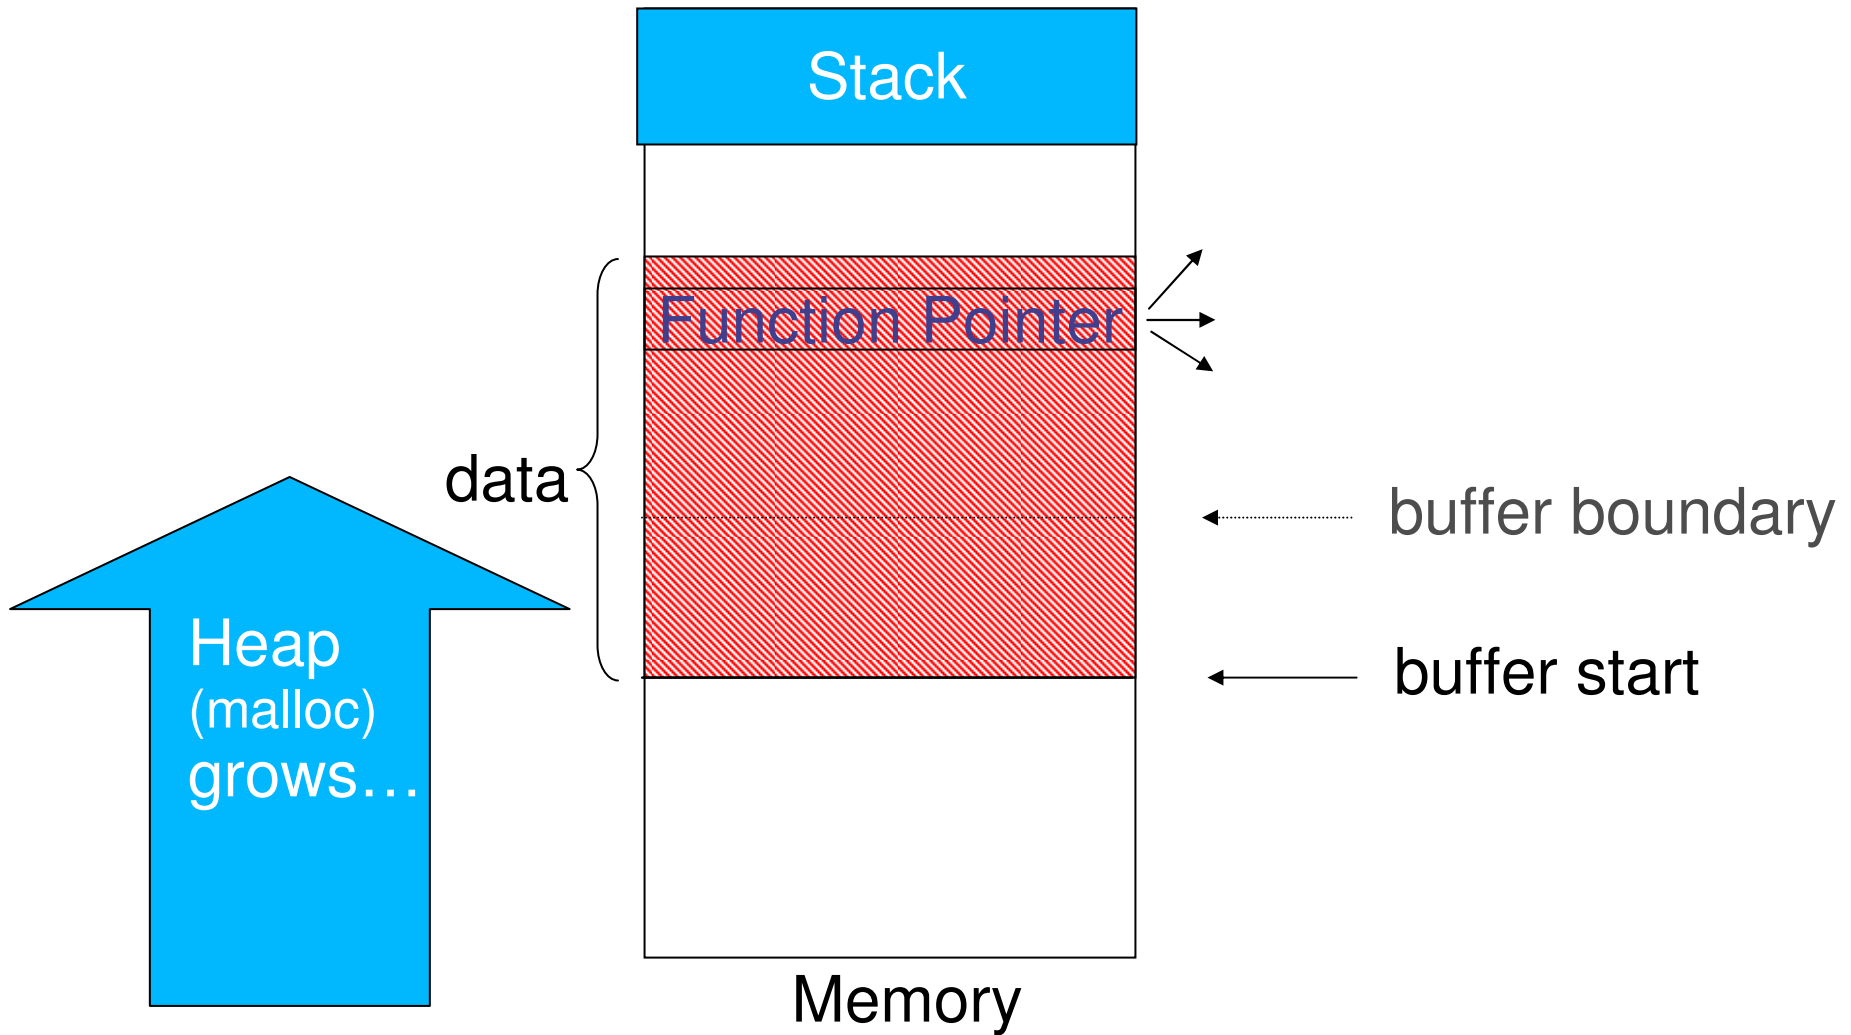 Stack
Function Pointer
data
buffer boundary
Heap
(malloc)
grows…
buffer start
Memory